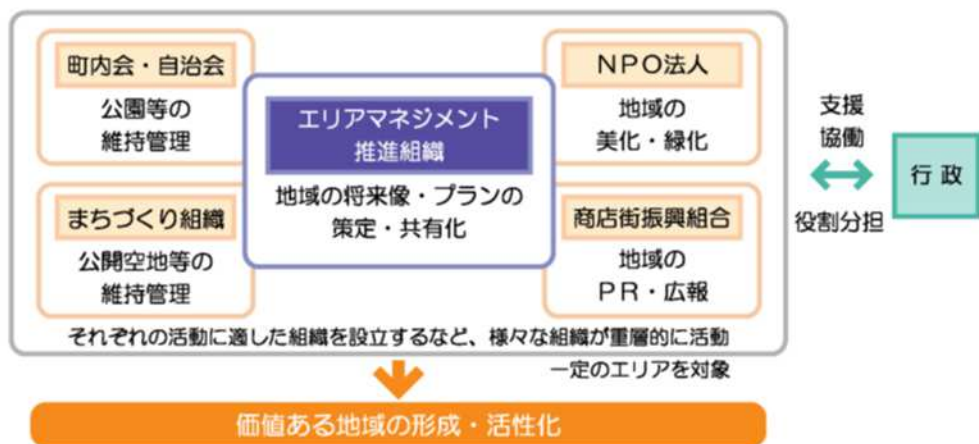 町内会・自治会
公園等の
維持管理
NPO法人
地域の
美化・緑化
エリアマネジメント
推進組織
地域の将来像・プランの
策定・共有化
まちづくり組織
公開空地等の
維持管理
商店街振興組合
地域の
PR・広報
それぞれの活動に適した組織を設立するなど、様々な組織が重層的に活動
一定のエリアを対象
支援
協働
役割分担
行政
価値ある地域の形成・活性化